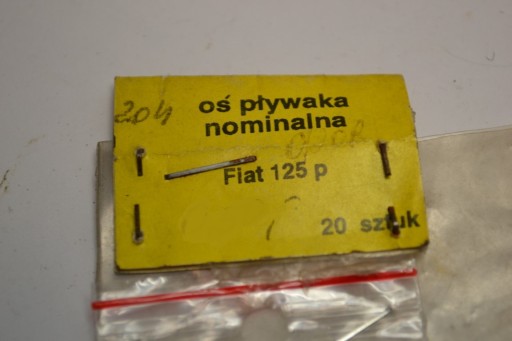 204
oś pływaka
nominalna
Fiat 125 p
20 sztuk